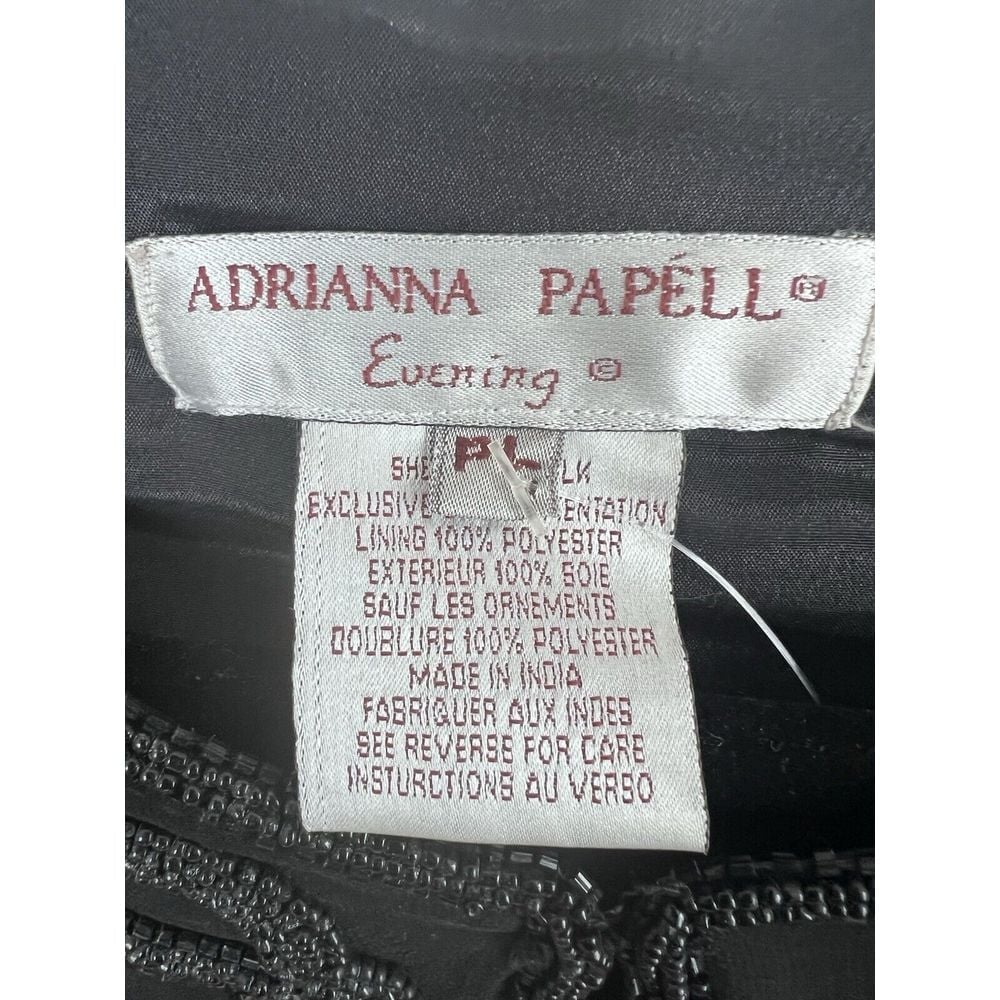 ADRIANNA PAPÉLL®
Evening ©
PL
LINING 100% POLYESTER
EXTERIEUR 100% SOIE
SAUF LES ORNEMENTS
DOUBLURE 100% POLYESTER
MADE IN INDIA
FABRIQUER AUX INDES
SEE REVERSE FOR CARE
INSTURCTIONS AU VERSO